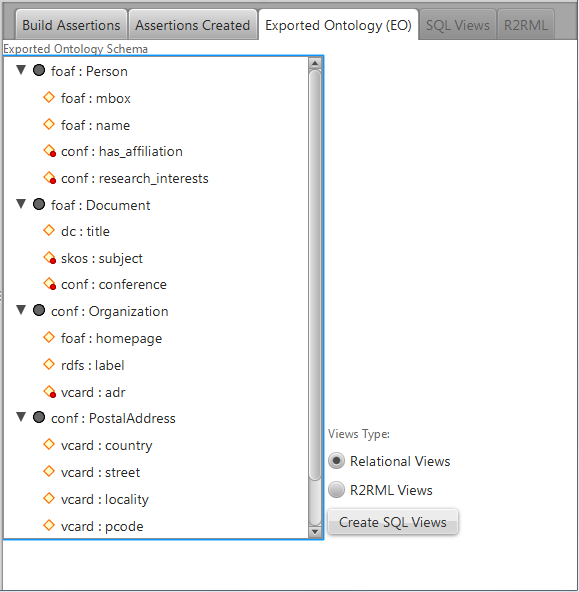 Build Assertions Assertions Created Exported Ontology (EO) SQL Views R2RML
Exported Ontology Schema
foaf : Person
foaf : mbox
foaf : name
conf : has_affiliation
conf : research_interests
foaf : Document
dc : title
skos : subject
conf : conference
conf : Organization
foaf : homepage
rdfs : label
vcard : adr
conf : PostalAddress
vcard : country
vcard : street
vcard : locality
vcard : pcode
Views Type:
Relational Views
R2RML Views
Create SQL Views